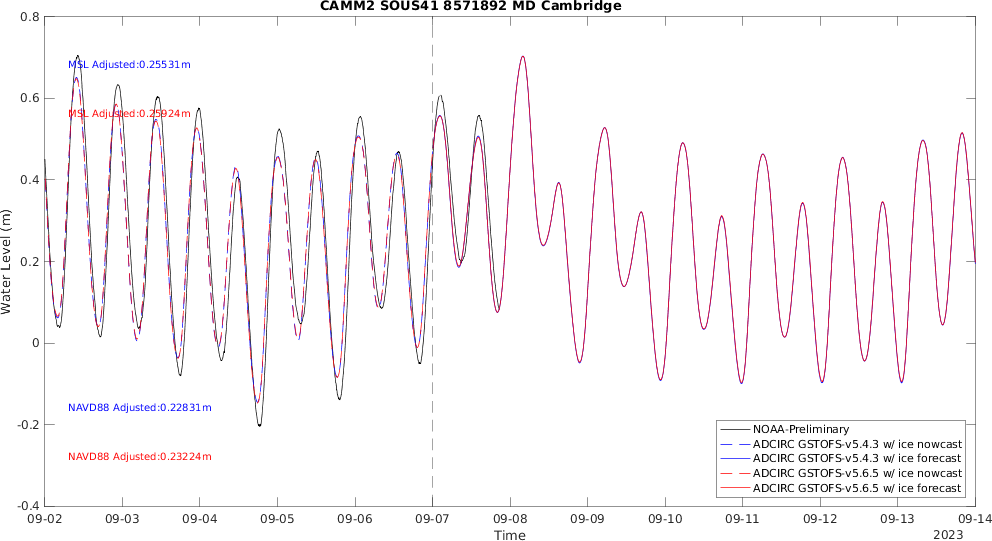 CAMM2 SOUS41 8571892 MD Cambridge
0.8
0.6
0.4
0.2
0
-0.2
-0.4
Water Level (m)
MSL Adjusted:0.25531m
MSL Adjusted:0.25924m
NAVD88 Adjusted:0.22831m
NAVD88 Adjusted:0.23224m
NOAA-Preliminary
ADCIRC GSTOFS-v5.4.3 w/ ice nowcast
ADCIRC GSTOFS-v5.4.3 w/ ice forecast
ADCIRC GSTOFS-v5.6.5 w/ ice nowcast
ADCIRC GSTOFS-v5.6.5 w/ ice forecast
09-02 09-03 09-04 09-05 09-06 09-07 09-08 09-09 09-10 09-11 09-12 09-13 09-14
Time
2023